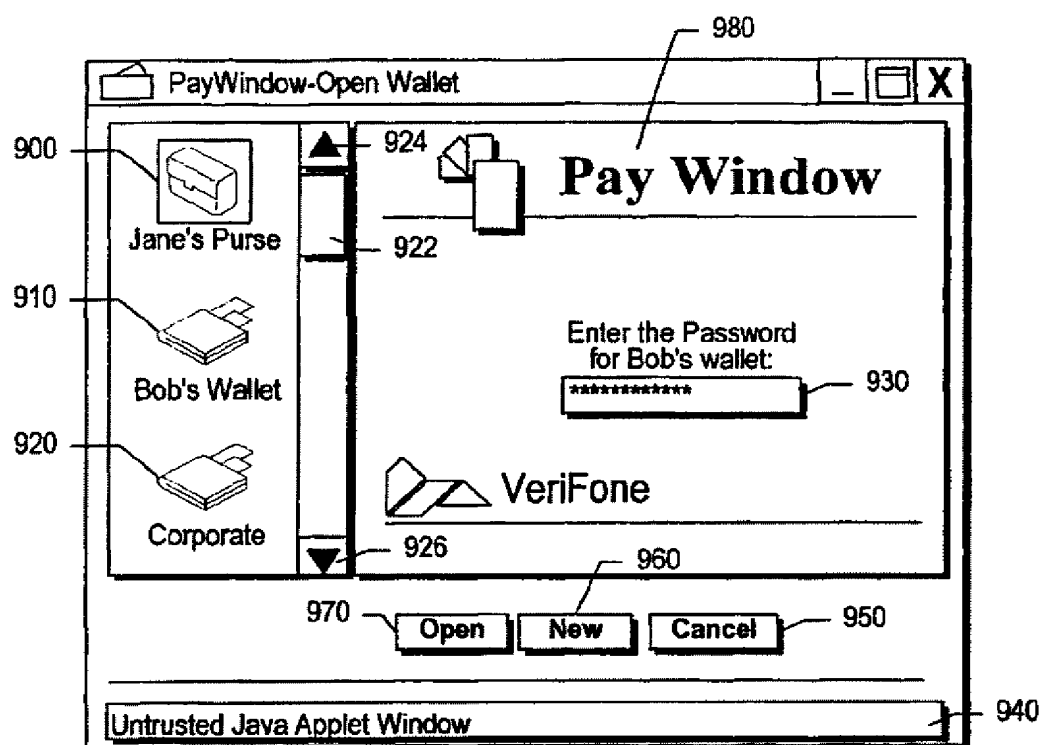 980
PayWindow-Open Wallet
X
900
924
Pay Window
Jane's Purse
922
910
Enter the Password
for Bob's wallet:
Bob's Wallet
************
930
920
VeriFone
Corporate
926
960
970
Open
New
Cancel
950
Untrusted Java Applet Window
940